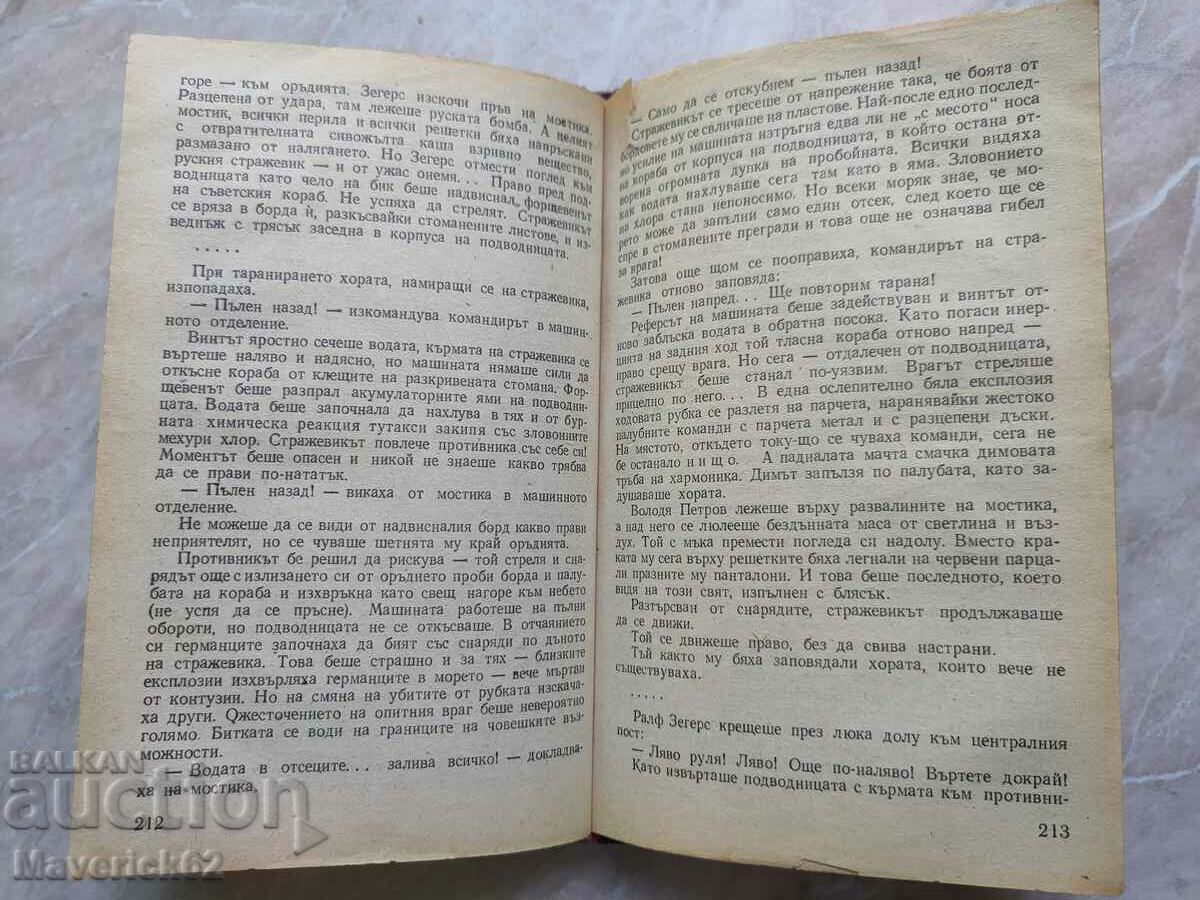 горе — към оръдията. Зегерс изскочи пръв на мостика.
Разцепена от удара, там лежеше руската бомба. А целият
мостик, всички перила и всички решетки бяха напръскани
с отвратителната сивожълта каша взривно вещество,
размазано от налягането. Но Зегерс отмести поглед към
руския стражевик — и от ужас онемя... Право пред под-
водницата като чело на бик беше надвиснал форщевенът
на съветския кораб. Не успяха да стрелят. Стражевикът
се вряза в борда ѝ, разкъсвайки стоманените листове, и из-
веднъж с трясък заседна в корпуса на подводницата.
.....
При таранирането хората, намиращи се на стражевика,
изпопадаха.
— Пълен назад! — изкомандува командирът в машин-
ното отделение.
Винтът яростно сечеше водата, кърмата на стражевика се
въртеше наляво и надясно, но машината нямаше сили да
откъсне кораба от клещите на разкривената стомана. Фор-
щевенът беше разпрал акумулаторните ями на подводни-
цата. Водата беше започнала да нахлува в тях и от бур-
ната химическа реакция тутакси закипя със зловонните
мехури хлор. Стражевикът повлече противника със себе си!
Моментът беше опасен и никой не знаеше какво трябва
да се прави по-нататък.
— Пълен назад! — викаха от мостика в машинното
отделение.
Не можеше да се види от надвисналия борд какво прави
неприятелят, но се чуваше шетнята му край оръдията.
Противникът бе решил да рискува — той стреля и сна-
рядът още с излизането си от оръдието проби борда и палу-
бата на кораба и изхвръкна като свещ нагоре към небето
(не успя да се пръсне). Машината работеше на пълни
обороти, но подводницата не се откъсваше. В отчаянието
си германците започнаха да бият със снаряди по дъното
на стражевика. Това беше страшно и за тях — близките
експлозии изхвърляха германците в морето — вече мъртви
от контузии. Но на смяна на убитите от рубката изскача-
ха други. Ожесточението на опитния враг беше невероятно
голямо. Битката се води на границите на човешките въз-
можности.
— Водата в отсеците... залива всичко! — доклад­ва-
ха на мостика.
212
— Само да се отскубнем — пълен назад!
Стражевикът се тресеше от напрежение така, че боята от
бордовете му се свличаше на пластове. Най-после едно послед-
но усилие на машината изтръгна едва ли не „с месото“ носа
на кораба от корпуса на подводницата, в който остана от-
ворена огромната дупка на пробойната. Всички видяха
как водата нахлуваше сега там като в яма. Зловонието
на хлора стана непоносимо. Но всеки моряк знае, че мо-
рето може да запълни само един отсек, след което ще се
спре в стоманените прегради и това още не означава гибел
за врага!
Затова още щом се пооправиха, командирът на стра-
жевика отново заповяда:
— Пълен напред... Ще повторим тарана!
Реферсът на машината беше задействуван и винтът от-
ново заблъска водата в обратна посока. Като погаси инер-
цията на задния ход той тласна кораба отново напред —
право срещу врага. Но сега — отдалечен от подводницата,
стражевикът беше станал по-уязвим. Врагът стреляше
прицелно по него... В една ослепително бяла експлозия
ходовата рубка се разлетя на парчета, наранявайки жестоко
палубните команди с парчета метал и с разцепени дъски.
На мястото, откъдето току-що се чуваха команди, сега не
бе останало нищо. А падналата мачта смачка димовата
тръба на хармоника. Димът запълзя по палубата, като за-
душаваше хората.
Володя Петров лежеше върху развалините на мостика,
а над него се люлееше бездънната маса от светлина и въз-
дух. Той с мъка премести погледа си надолу. Вместо кра-
ката му сега върху решетките бяха легнали на червени парца-
ли празните му панталони. И това беше последното, което
видя на този свят, изпълнен с блясък.
Разтърсван от снарядите, стражевикът продължаваше
да се движи.
Той се движеше право, без да свива настрани.
Тъй както му бяха заповядали хората, които вече не
съществуваха.
.....
Ралф Зегерс крещеше през люка долу към централния
пост:
— Ляво руля! Ляво! Още по-наляво! Въртете докрай!
Като извърташе подводницата с кърмата към противни-
213
BALKAN
auction
Maverick62